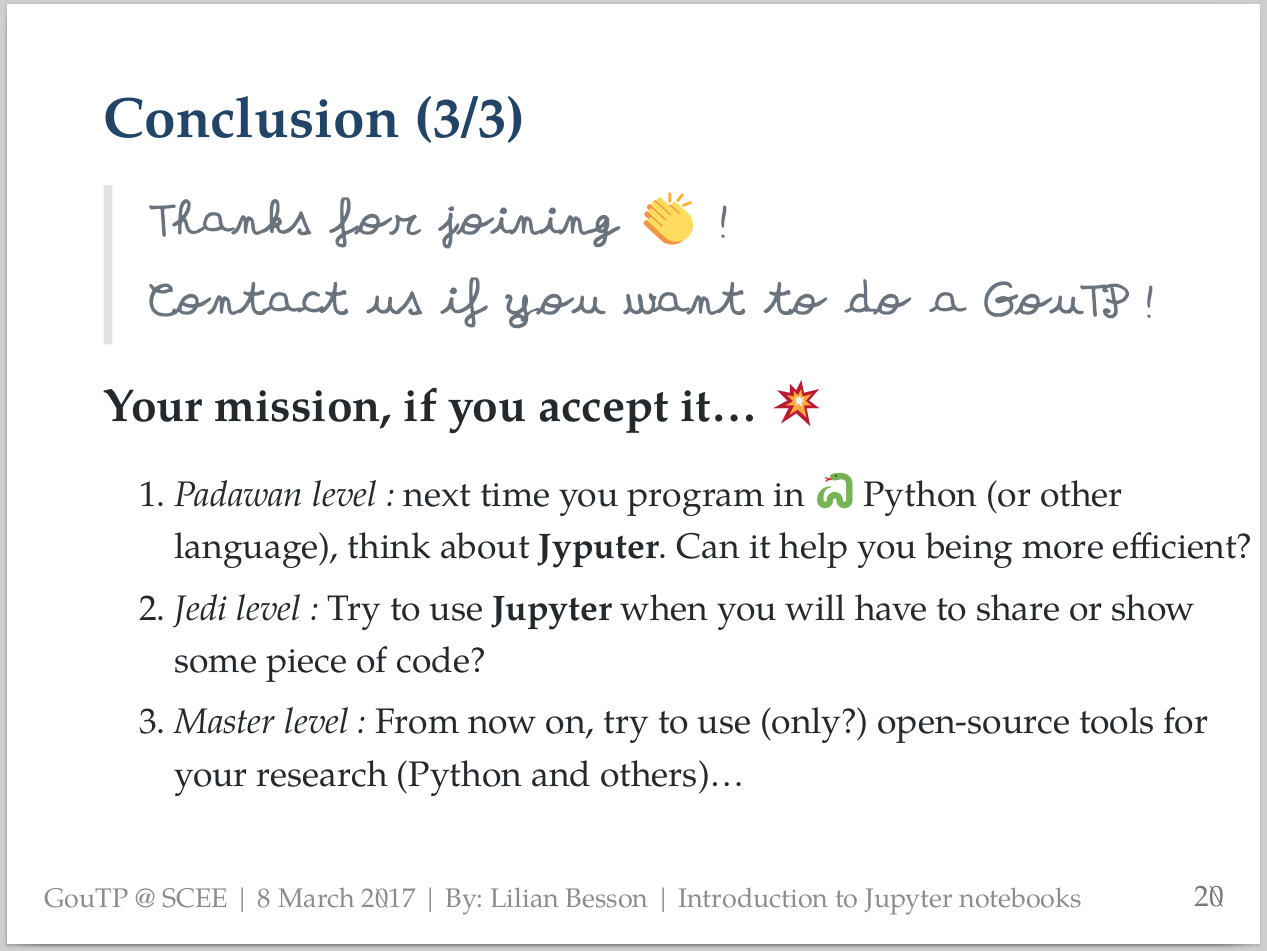 Conclusion (3/3)
Thanks for joining 👏 !
Contact us if you want to do a GouTP !
Your mission, if you accept it… 💥
1. Padawan level : next time you program in 🐍 Python (or other
language), think about Jyputer. Can it help you being more efficient?
2. Jedi level : Try to use Jupyter when you will have to share or show
some piece of code?
3. Master level : From now on, try to use (only?) open-source tools for
your research (Python and others)…
GouTP @ SCEE | 8 March 2017 | By: Lilian Besson | Introduction to Jupyter notebooks 20